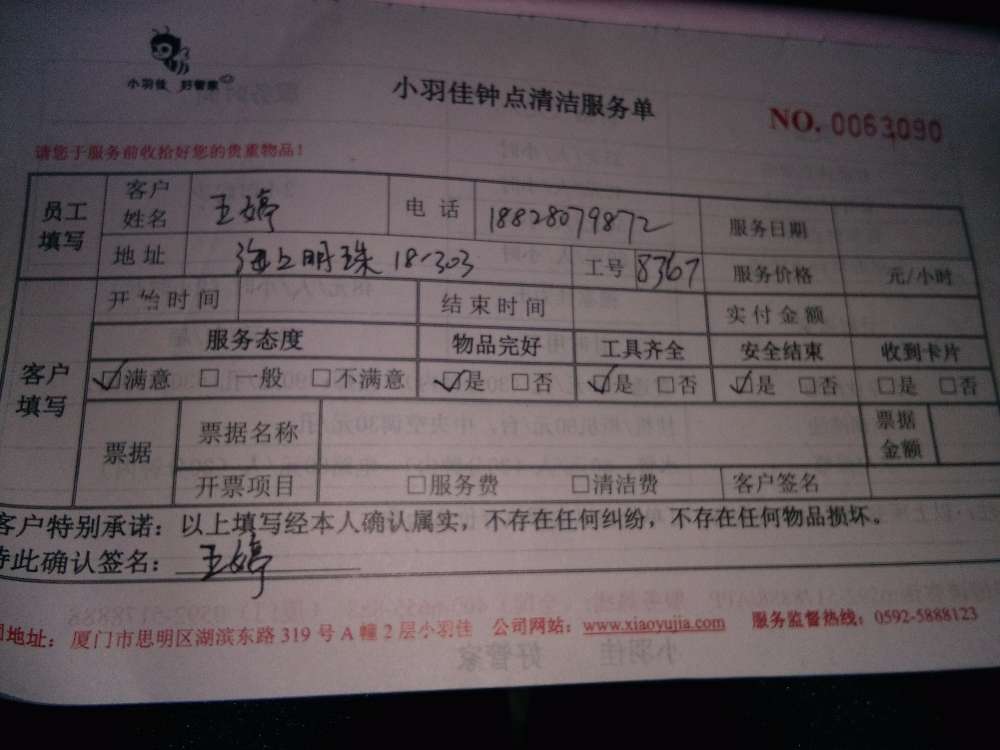 小羽佳 好管家
小羽佳钟点清洁服务单
NO. 0063090
请您于服务前收拾好您的贵重物品！
员工填写 客户姓名 王婷 电话 18828079872 服务日期
地址 海上明珠 18-303 工号 8367 服务价格 元/小时
客户填写 开始时间 结束时间 实付金额
服务态度 物品完好 工具齐全 安全结束 收到卡片
☑满意 □一般 □不满意 ☑是 □否 ☑是 □否 ☑是 □否 □是 □否
票据 票据名称 票据金额
开票项目 □服务费 □清洁费 客户签名
客户特别承诺：以上填写经本人确认属实，不存在任何纠纷，不存在任何物品损坏。
特此确认签名：王婷
地址：厦门市思明区湖滨东路 319 号 A 幢 2 层小羽佳 公司网站：www.xiaoyujia.com 服务监督热线：0592-5888123